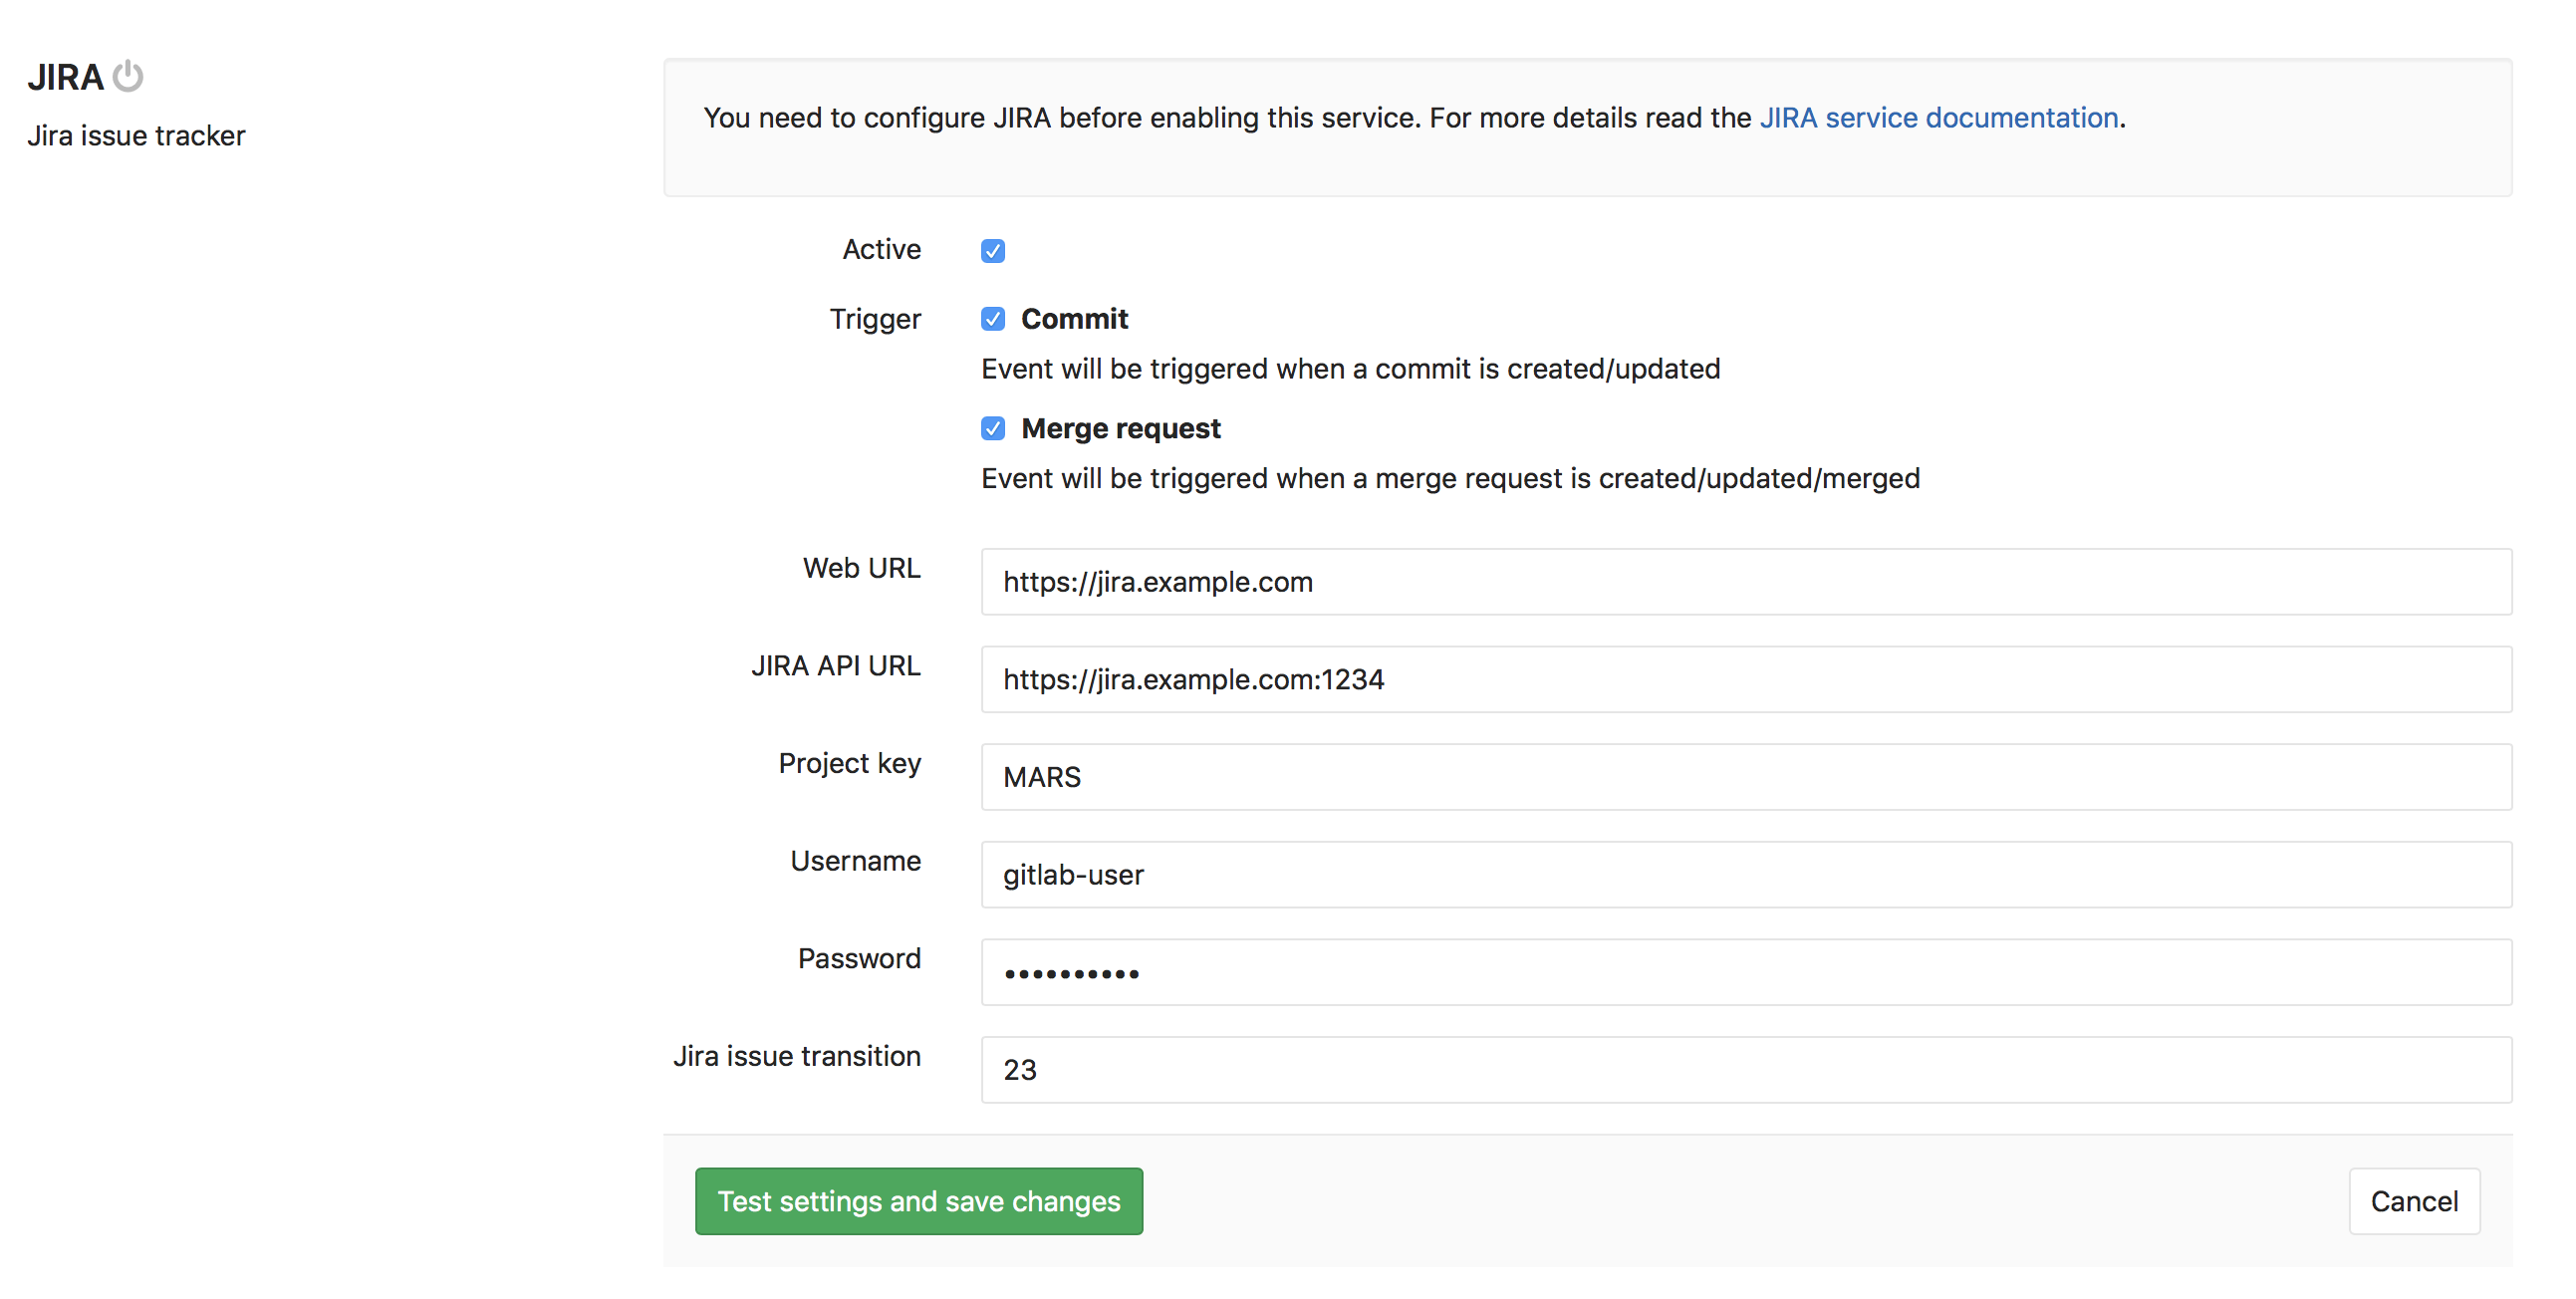 JIRA
Jira issue tracker
You need to configure JIRA before enabling this service. For more details read the JIRA service documentation.
Active
Trigger
Commit
Event will be triggered when a commit is created/updated
Merge request
Event will be triggered when a merge request is created/updated/merged
Web URL
https://jira.example.com
JIRA API URL
https://jira.example.com:1234
Project key
MARS
Username
gitlab-user
Password
••••••••••
Jira issue transition
23
Test settings and save changes
Cancel